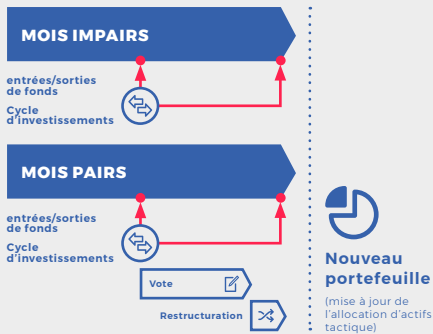 MOIS IMPAIRS
entrées/sorties
de fonds
Cycle
d'investissements
MOIS PAIRS
entrées/sorties
de fonds
Cycle
d'investissements
Vote
Restructuration
Nouveau
portefeuille
(mise à jour de
l'allocation d'actifs
tactique)